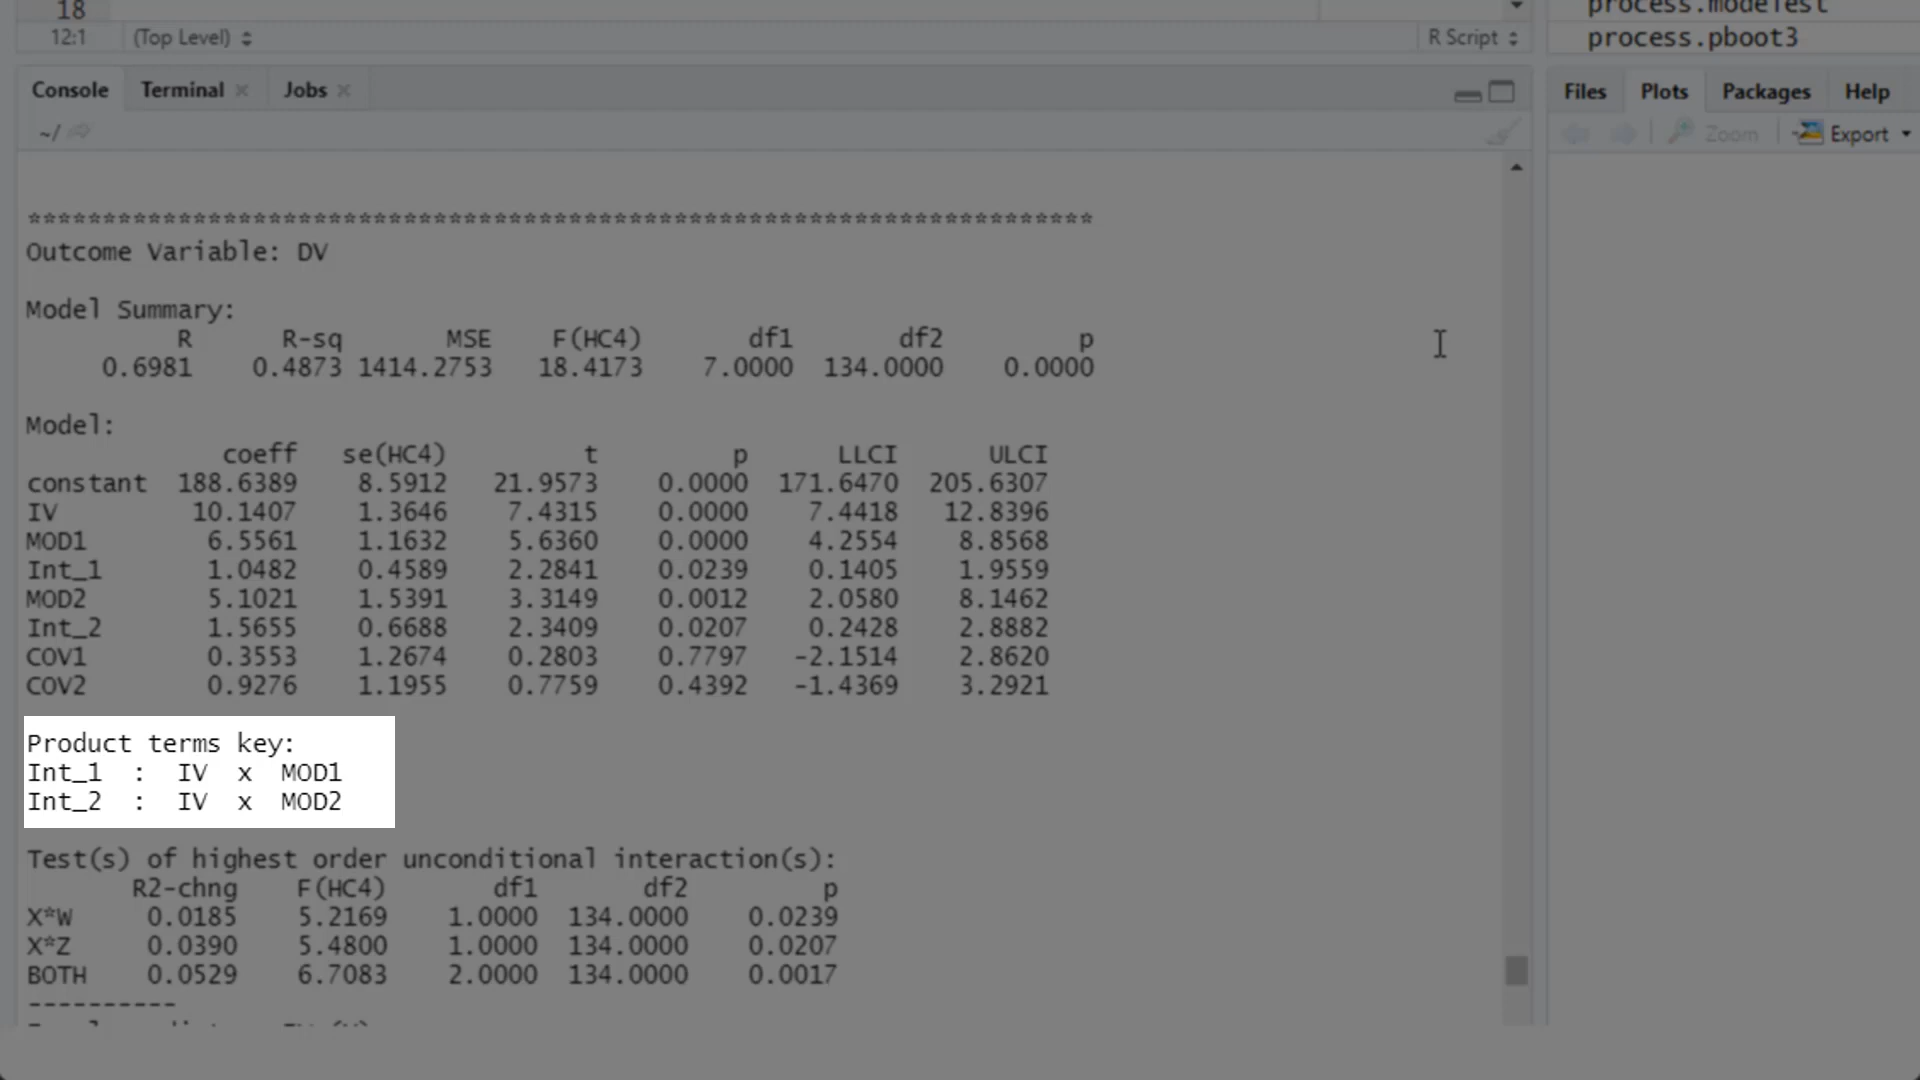 18
12:1 (Top Level) R Script
process.modeTest
process.pboot3
Console Terminal Jobs
~/
Files Plots Packages Help
Zoom Export
***********************************************************************
Outcome Variable: DV
Model Summary:
R R-sq MSE F(HC4) df1 df2 p
0.6981 0.4873 1414.2753 18.4173 7.0000 134.0000 0.0000
Model:
coeff se(HC4) t p LLCI ULCI
constant 188.6389 8.5912 21.9573 0.0000 171.6470 205.6307
IV 10.1407 1.3646 7.4315 0.0000 7.4418 12.8396
MOD1 6.5561 1.1632 5.6360 0.0000 4.2554 8.8568
Int_1 1.0482 0.4589 2.2841 0.0239 0.1405 1.9559
MOD2 5.1021 1.5391 3.3149 0.0012 2.0580 8.1462
Int_2 1.5655 0.6688 2.3409 0.0207 0.2428 2.8882
COV1 0.3553 1.2674 0.2803 0.7797 -2.1514 2.8620
COV2 0.9276 1.1955 0.7759 0.4392 -1.4369 3.2921
Product terms key:
Int_1 : IV x MOD1
Int_2 : IV x MOD2
Test(s) of highest order unconditional interaction(s):
R2-chng F(HC4) df1 df2 p
X*W 0.0185 5.2169 1.0000 134.0000 0.0239
X*Z 0.0390 5.4800 1.0000 134.0000 0.0207
BOTH 0.0529 6.7083 2.0000 134.0000 0.0017
----------